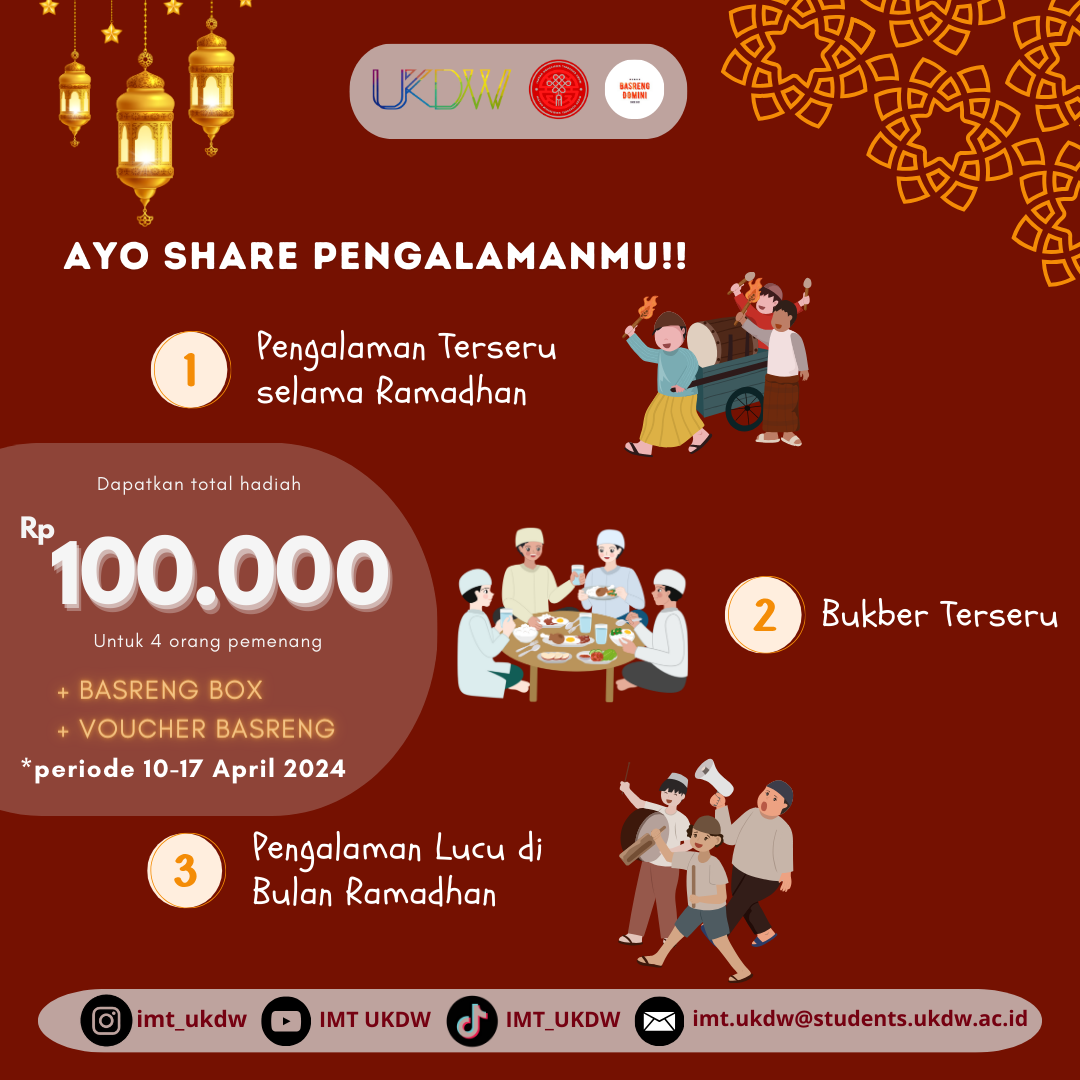 UKDW
BASRENG
DOMINI
AYO SHARE PENGALAMANMU!!
1
Pengalaman Terseru
selama Ramadhan
Dapatkan total hadiah
Rp
100.000
Untuk 4 orang pemenang
+ BASRENG BOX
+ VOUCHER BASRENG
*periode 10-17 April 2024
2
Bukber Terseru
3
Pengalaman Lucu di
Bulan Ramadhan
imt_ukdw
IMT UKDW
IMT_UKDW
imt.ukdw@students.ukdw.ac.id